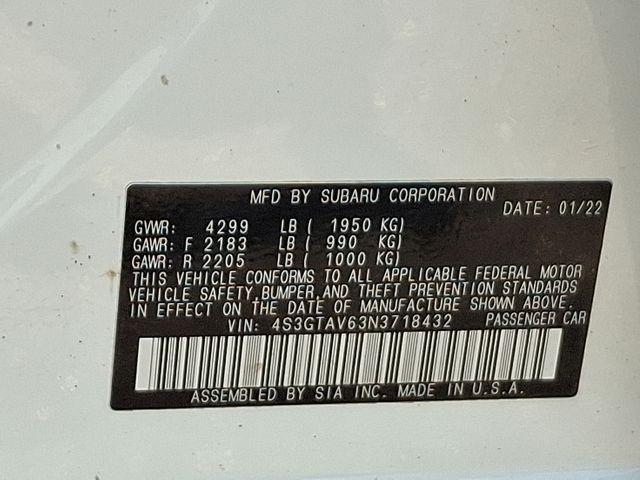 MFD BY SUBARU CORPORATION
DATE: 01/22
GVWR: 4299 LB ( 1950 KG)
GAWR: F 2183 LB ( 990 KG)
GAWR: R 2205 LB ( 1000 KG)
THIS VEHICLE CONFORMS TO ALL APPLICABLE FEDERAL MOTOR
VEHICLE SAFETY, BUMPER, AND THEFT PREVENTION STANDARDS
IN EFFECT ON THE DATE OF MANUFACTURE SHOWN ABOVE.
VIN: 4S3GTAV63N3718432 PASSENGER CAR
ASSEMBLED BY SIA INC. MADE IN U.S.A.